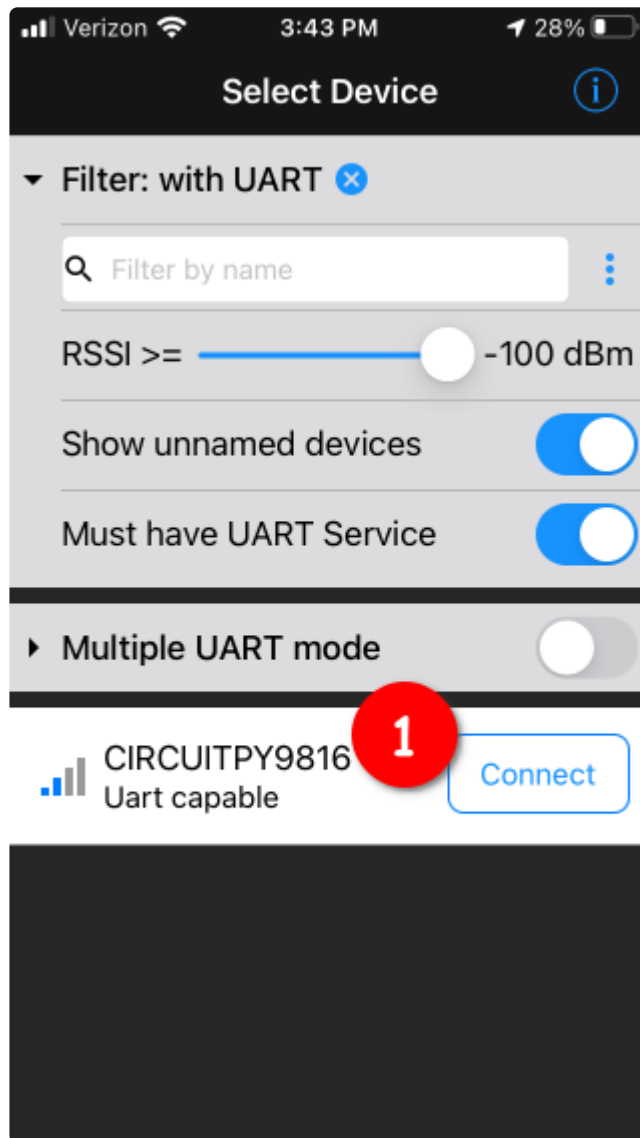 Verizon 3:43 PM 28%
Select Device
Filter: with UART
Filter by name
RSSI >= -100 dBm
Show unnamed devices
Must have UART Service
Multiple UART mode
1
CIRCUITPY9816
Uart capable
Connect